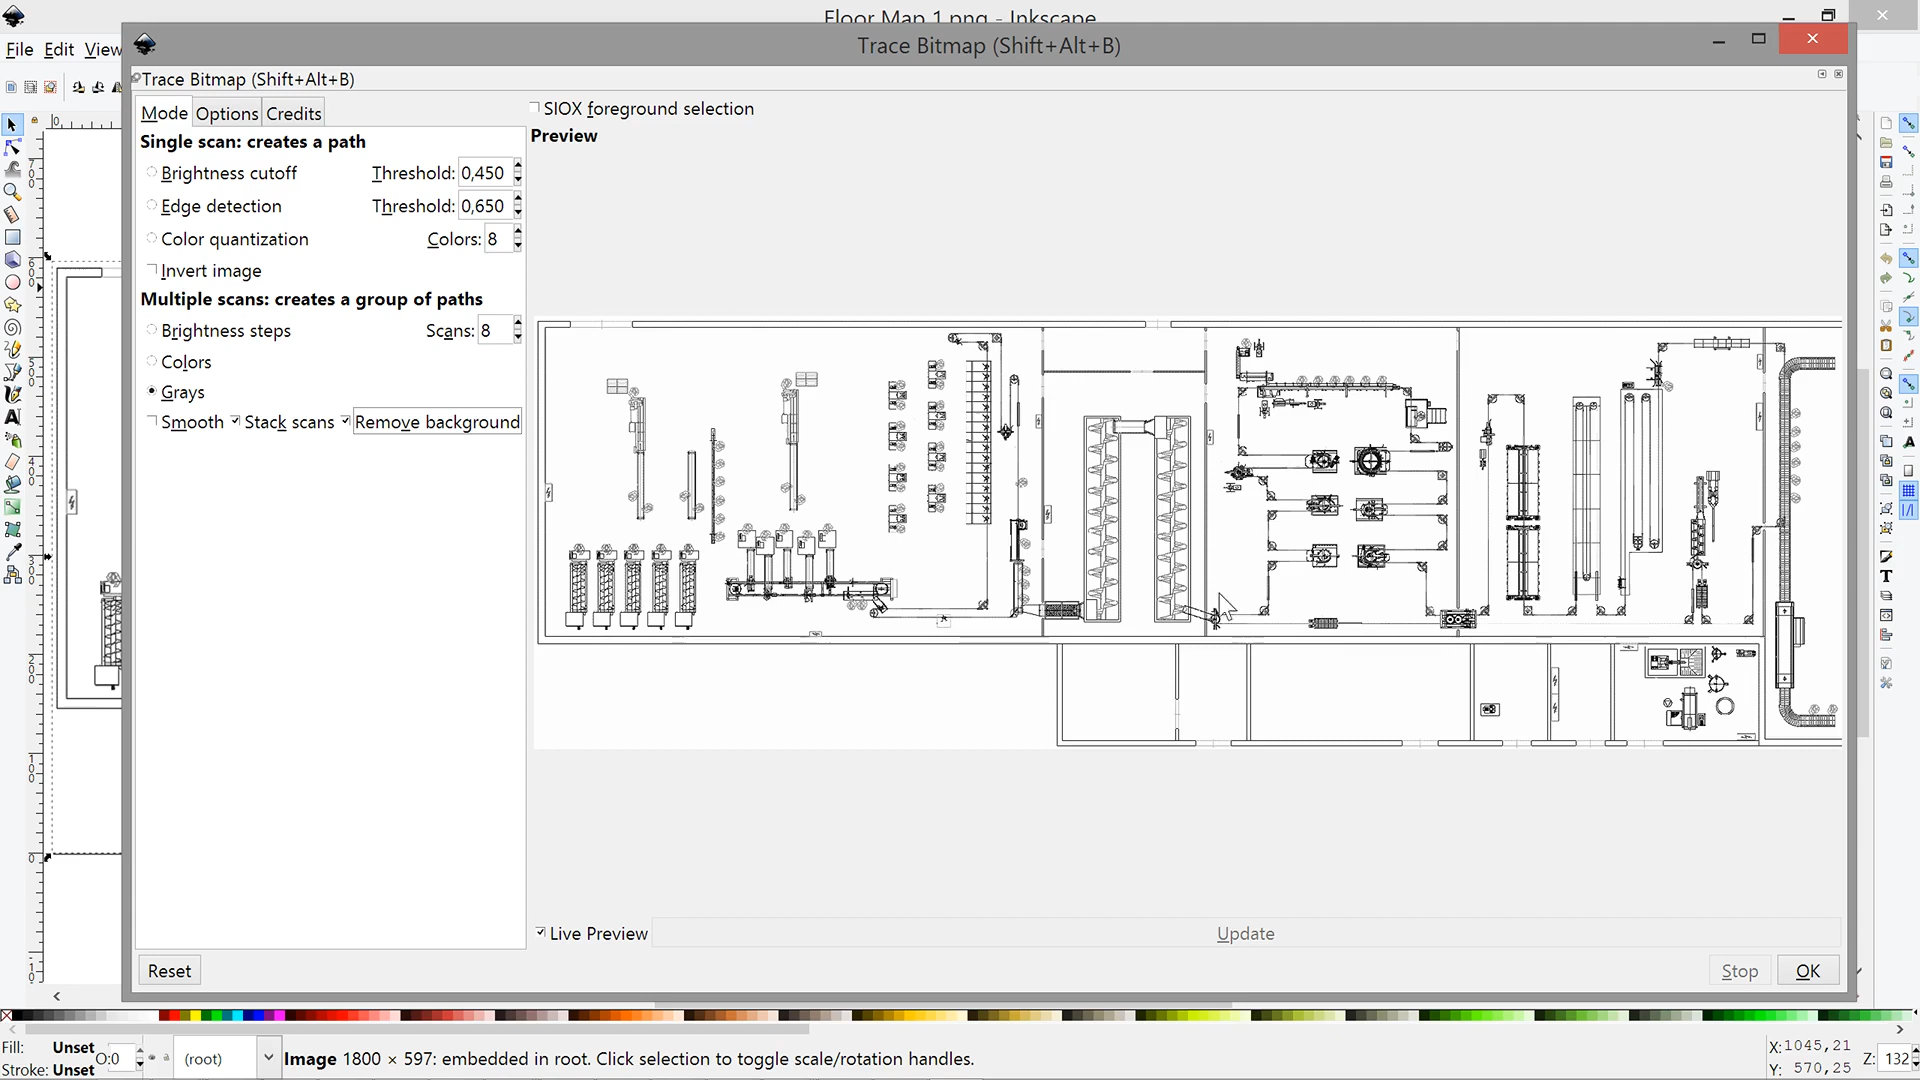 Floor Map 1.png - Inkscape
Trace Bitmap (Shift+Alt+B)
File Edit View
Trace Bitmap (Shift+Alt+B)
Mode Options Credits
SIOX foreground selection
Preview
Single scan: creates a path
Brightness cutoff Threshold: 0,450
Edge detection Threshold: 0,650
Color quantization Colors: 8
Invert image
Multiple scans: creates a group of paths
Brightness steps Scans: 8
Colors
Grays
Smooth Stack scans Remove background
Live Preview Update
Reset Stop OK
Fill: Unset
Stroke: Unset
O: 0
(root)
Image 1800 × 597: embedded in root. Click selection to toggle scale/rotation handles.
X: 1045,21
Y: 570,25
Z: 132